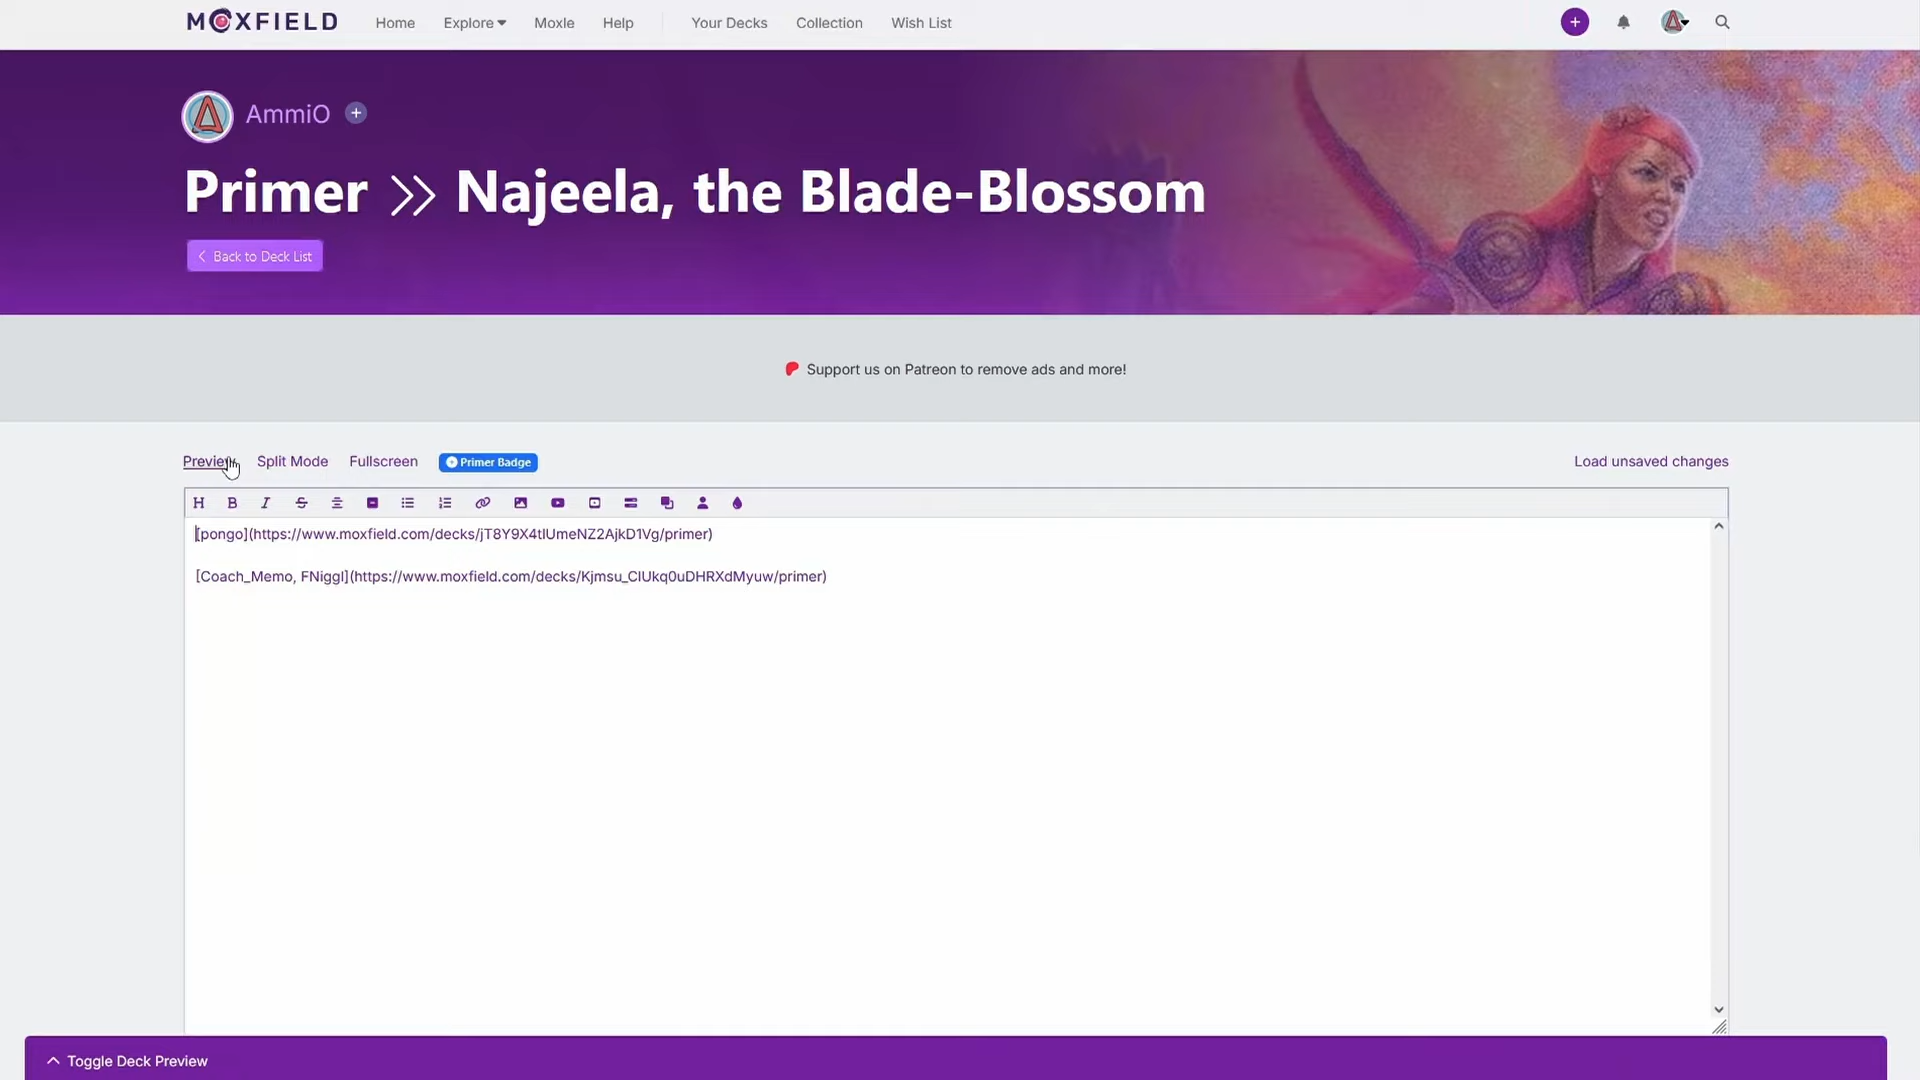 MOXFIELD Home Explore Moxle Help Your Decks Collection Wish List
AmmiO
Primer >> Najeela, the Blade-Blossom
Back to Deck List
Support us on Patreon to remove ads and more!
Preview Split Mode Fullscreen Primer Badge Load unsaved changes
H B I S
[pongo](https://www.moxfield.com/decks/jT8Y9X4tlUmeNZ2AjkD1Vg/primer)
[Coach_Memo, FNiggl](https://www.moxfield.com/decks/Kjmsu_ClUkq0uDHRXdMyuw/primer)
Toggle Deck Preview